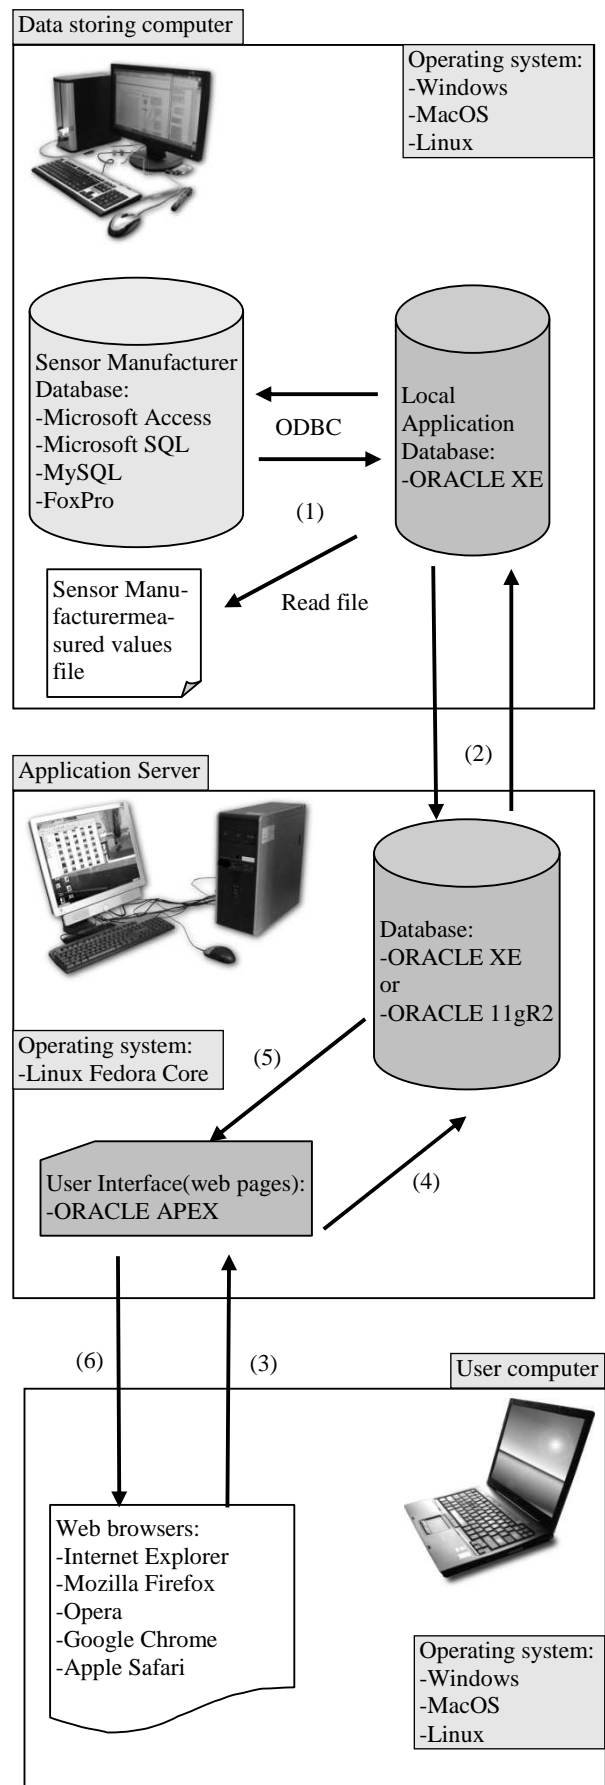 Data storing computer
Operating system:
-Windows
-MacOS
-Linux
Sensor Manufacturer
Database:
-Microsoft Access
-Microsoft SQL
-MySQL
-FoxPro
ODBC
Local
Application
Database:
-ORACLE XE
(1)
Sensor Manu-
facturermea-
sured values
file
Read file
(2)
Application Server
Database:
-ORACLE XE
or
-ORACLE 11gR2
Operating system:
-Linux Fedora Core
(5)
User Interface(web pages):
-ORACLE APEX
(4)
(6)
(3)
User computer
Web browsers:
-Internet Explorer
-Mozilla Firefox
-Opera
-Google Chrome
-Apple Safari
Operating system:
-Windows
-MacOS
-Linux